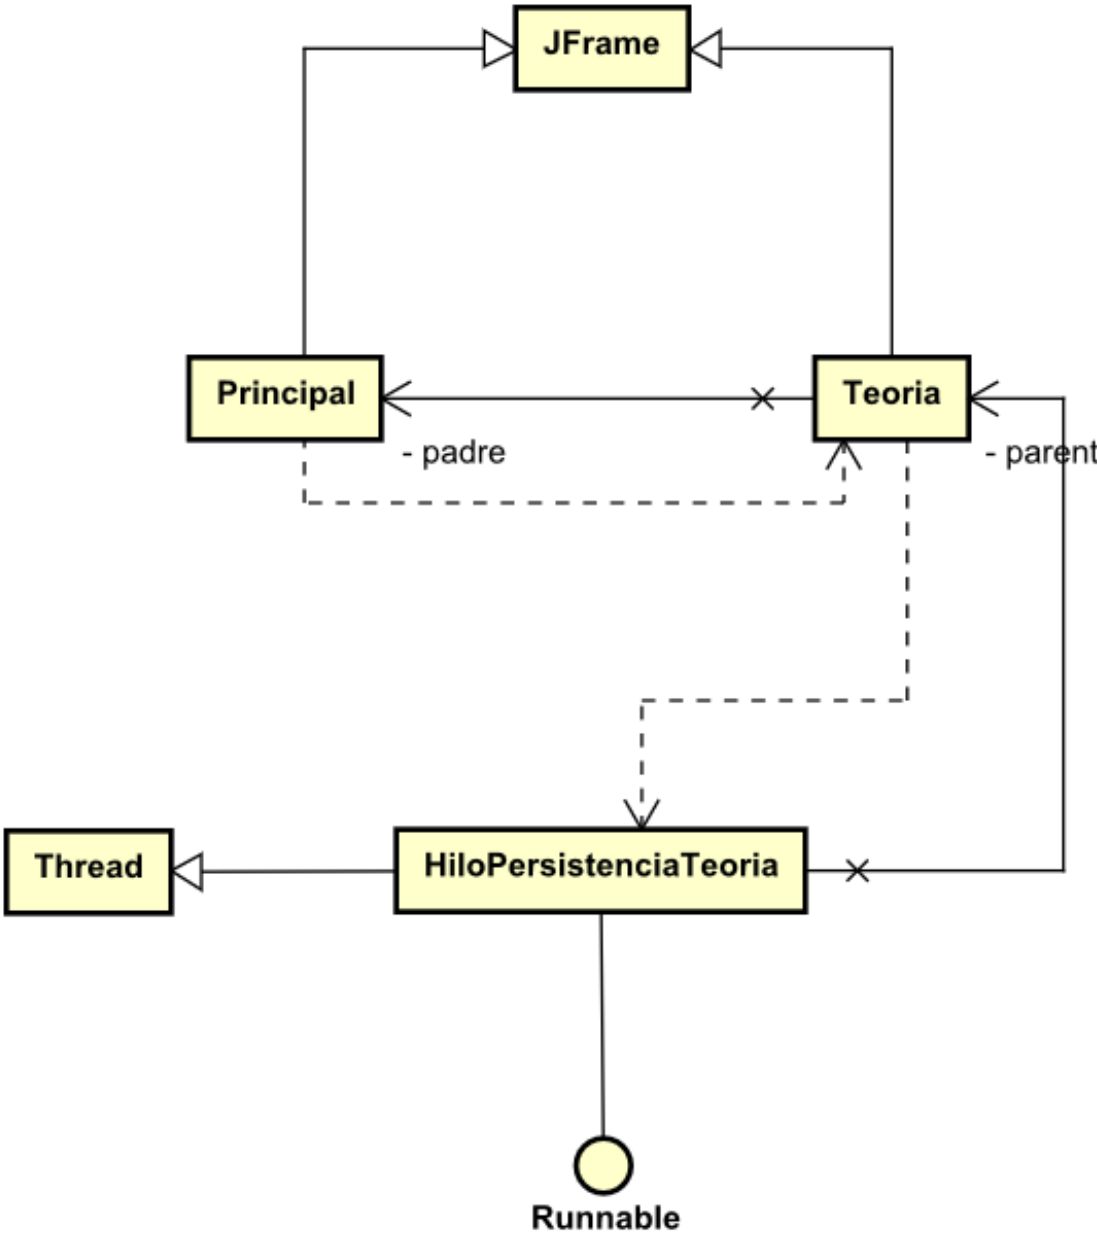 JFrame
Principal
Teoria
- padre
- parent
Thread
HiloPersistenciaTeoria
Runnable